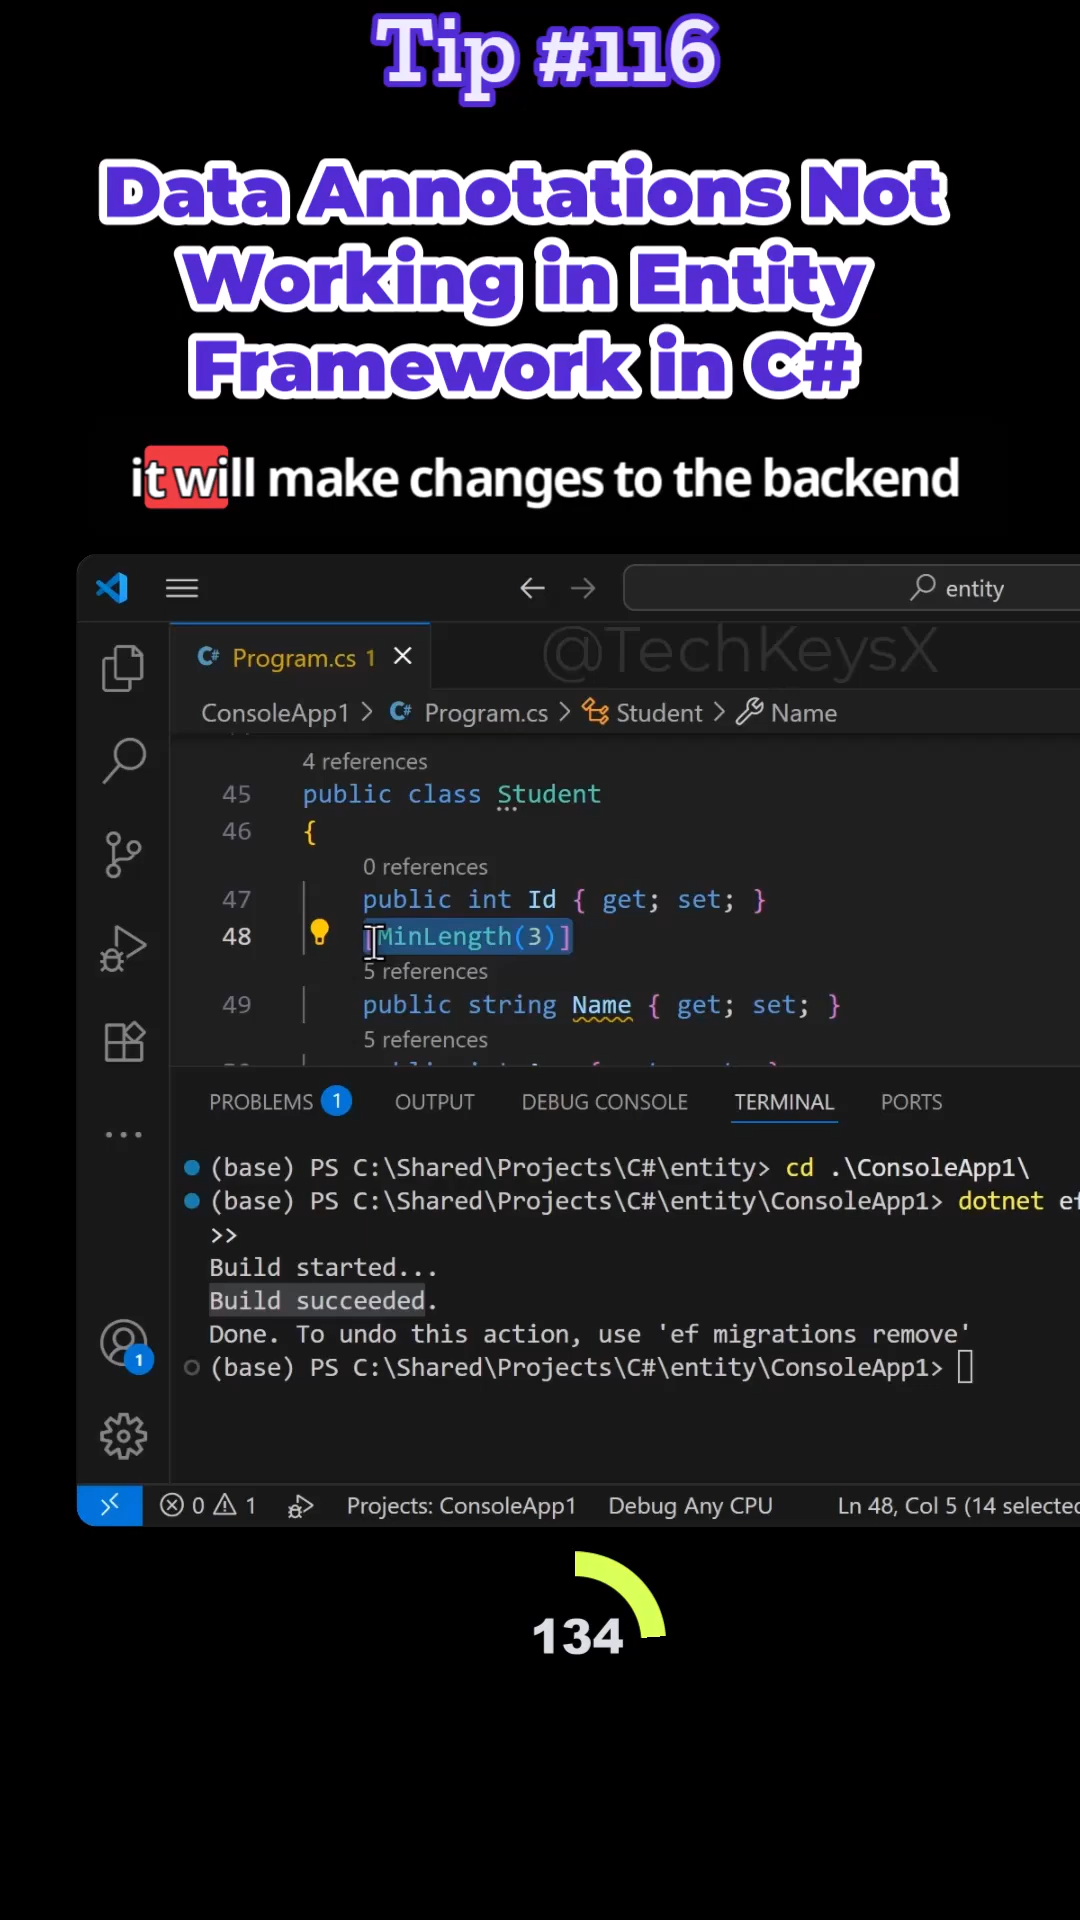 Tip #116
Data Annotations Not
Working in Entity
Framework in C#
it will make changes to the backend
entity
C# Program.cs 1
@TechKeysX
ConsoleApp1 > C# Program.cs > Student > Name
4 references
45 public class Student
46 {
0 references
47 public int Id { get; set; }
48 [MinLength(3)]
5 references
49 public string Name { get; set; }
5 references
PROBLEMS 1 OUTPUT DEBUG CONSOLE TERMINAL PORTS
(base) PS C:\Shared\Projects\C#\entity> cd .\ConsoleApp1\
(base) PS C:\Shared\Projects\C#\entity\ConsoleApp1> dotnet ef
>>
Build started...
Build succeeded.
Done. To undo this action, use 'ef migrations remove'
(base) PS C:\Shared\Projects\C#\entity\ConsoleApp1>
1
0 1 Projects: ConsoleApp1 Debug Any CPU Ln 48, Col 5 (14 selected
134